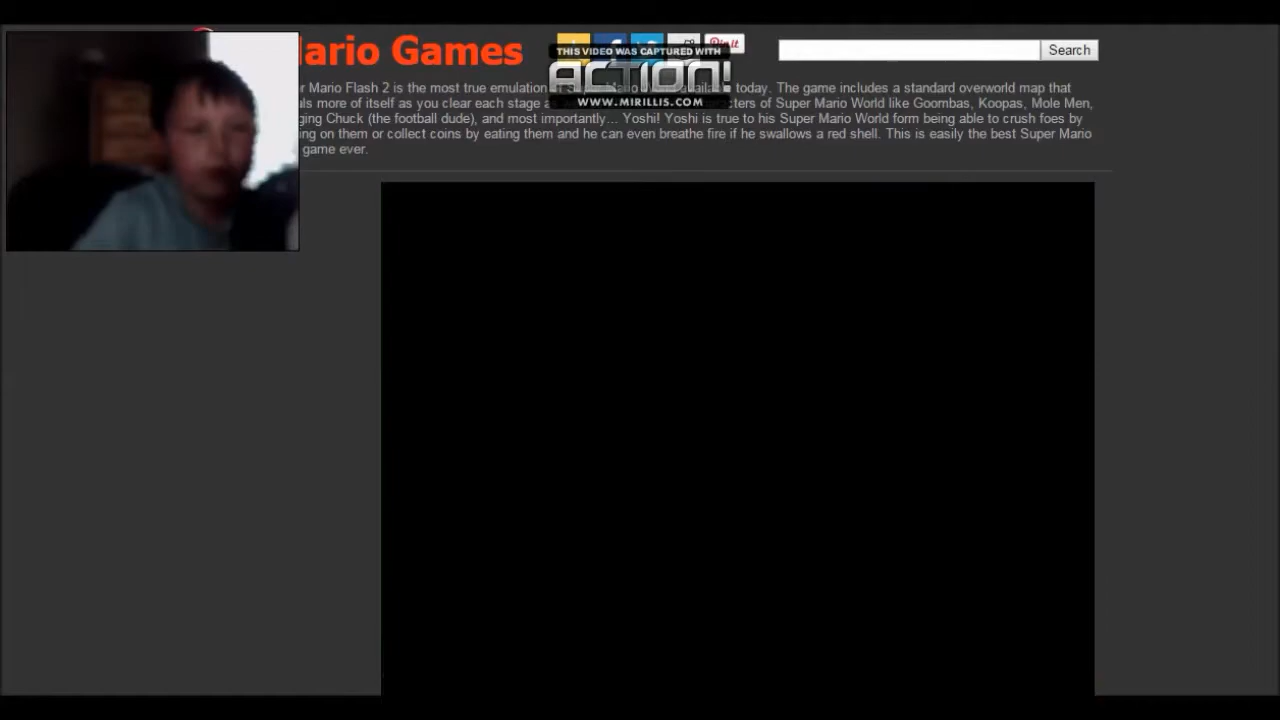 ario Games
THIS VIDEO WAS CAPTURED WITH
ACTION!
WWW.MIRILLIS.COM
Pin it
Search
r Mario Flash 2 is the most true emulation today. The game includes a standard overworld map that
als more of itself as you clear each stage cters of Super Mario World like Goombas, Koopas, Mole Men,
ging Chuck (the football dude), and most importantly... Yoshi! Yoshi is true to his Super Mario World form being able to crush foes by
ing on them or collect coins by eating them and he can even breathe fire if he swallows a red shell. This is easily the best Super Mario
game ever.